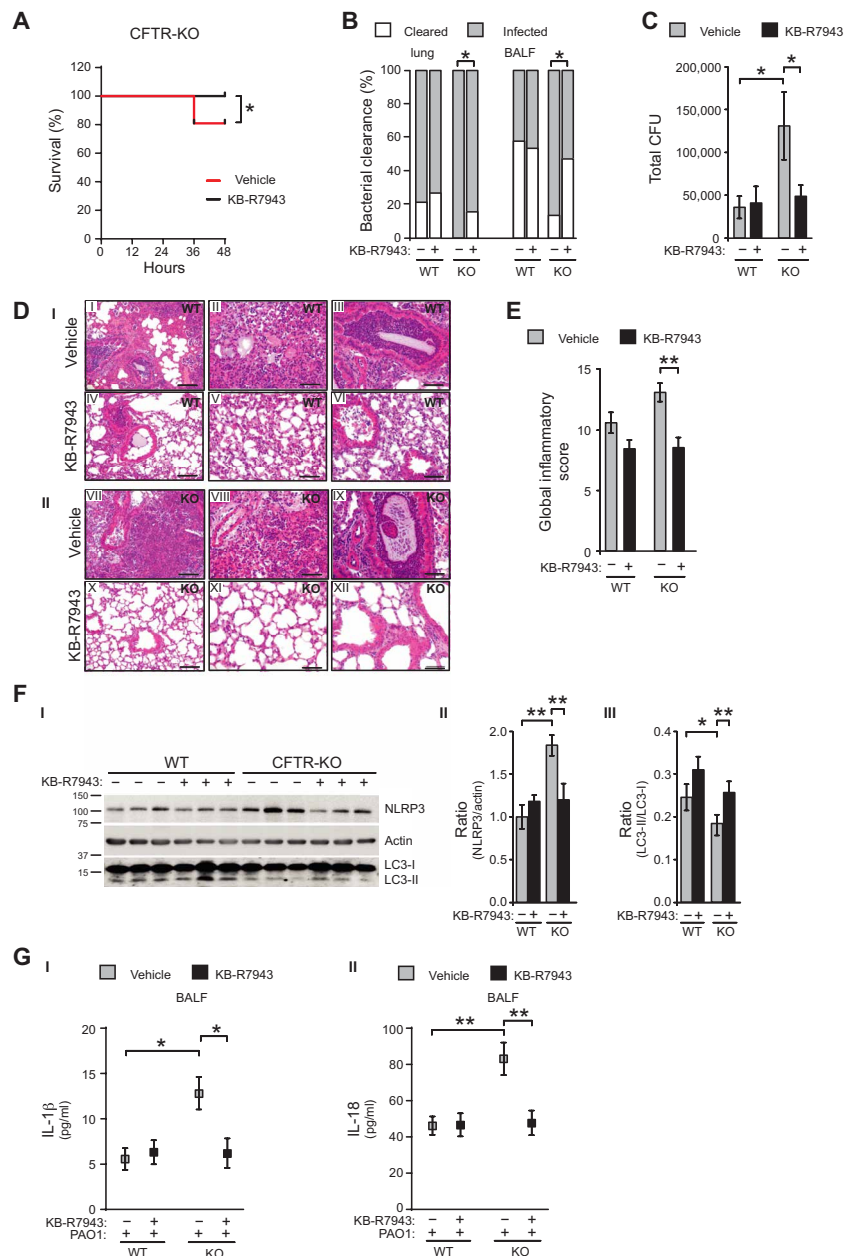 A
CFTR-KO
Survival (%)
120
100
80
60
40
20
0
*
Vehicle
KB-R7943
0 12 24 36 48
Hours
B
Cleared Infected
lung BALF
* *
Bacterial clearance (%)
100
80
60
40
20
0
KB-R7943: − + − + − + − +
WT KO WT KO
C
Vehicle KB-R7943
* *
Total CFU
200,000
150,000
100,000
50,000
0
KB-R7943: − + − +
WT KO
D
I
Vehicle
I WT II WT III WT
KB-R7943
IV WT V WT VI WT
II
Vehicle
VII KO VIII KO IX KO
KB-R7943
X KO XI KO XII KO
E
Vehicle KB-R7943
**
Global inflammatory
score
15
10
5
0
KB-R7943: − + − +
WT KO
F
I
WT CFTR-KO
KB-R7943: − − − + + + − − − + + +
150
100
75
NLRP3
Actin
37
15
LC3-I
LC3-II
II
** **
Ratio
(NLRP3/actin)
2.0
1.5
1.0
0.0
KB-R7943: − + − +
WT KO
III
* **
Ratio
(LC3-II/LC3-I)
0.4
0.3
0.2
0.0
KB-R7943: − + − +
WT KO
G
I
Vehicle KB-R7943
BALF
* *
IL-1β
(pg/ml)
20
15
10
5
0
KB-R7943: − + − +
PAO1: + + + +
WT KO
II
Vehicle KB-R7943
BALF
** **
IL-18
(pg/ml)
100
80
60
40
20
0
KB-R7943: − + − +
PAO1: + + + +
WT KO